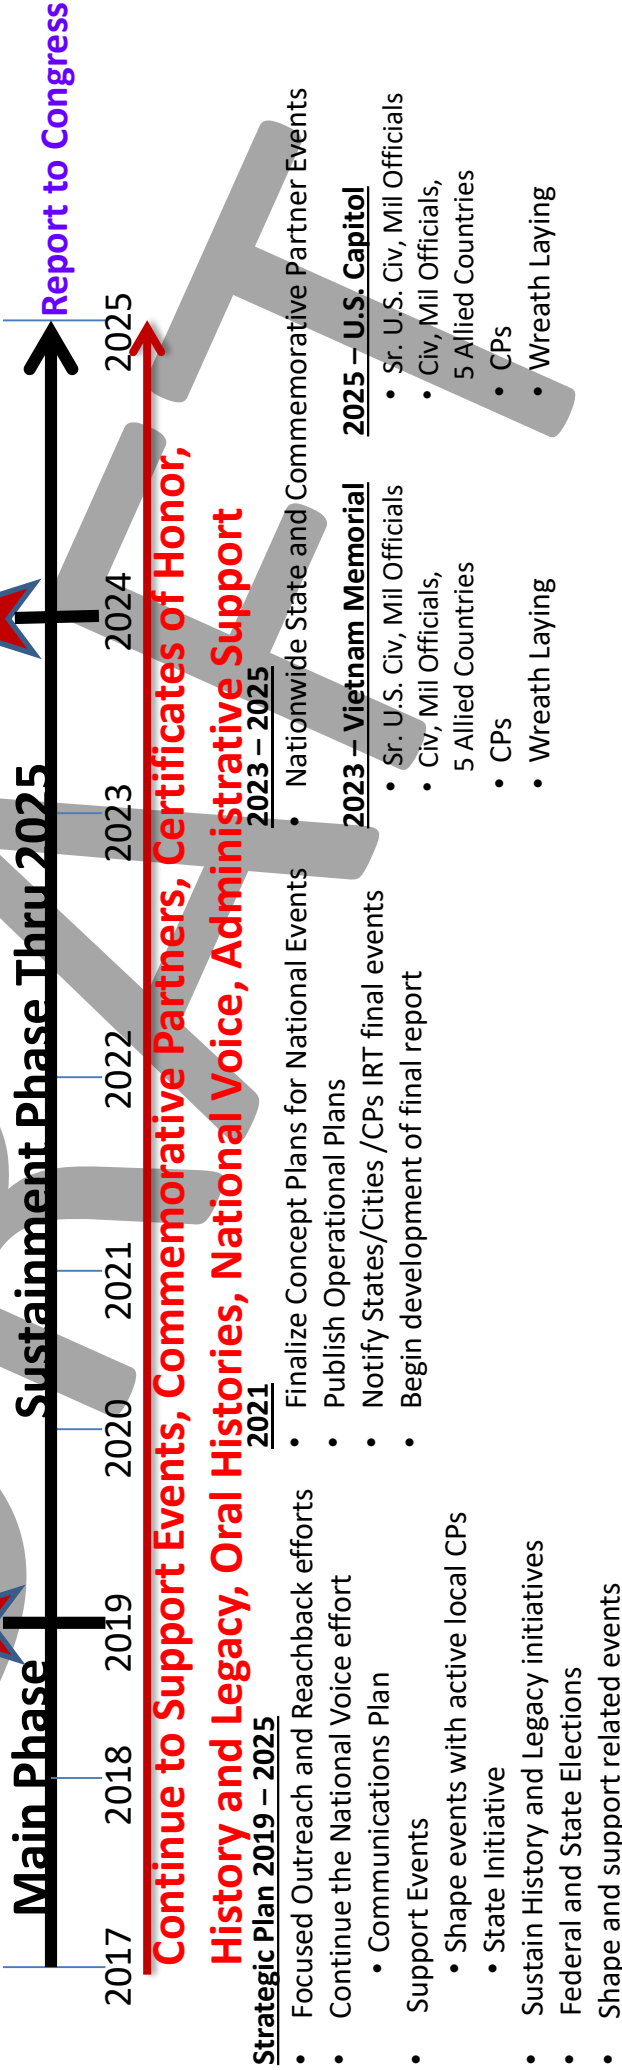 Main Phase
Sustainment Phase Thru 2025
Report to Congress
2017
2018
2019
2020
2021
2022
2023
2024
2025
Continue to Support Events, Commemorative Partners, Certificates of Honor,
History and Legacy, Oral Histories, National Voice, Administrative Support
Strategic Plan 2019 – 2025
• Focused Outreach and Reachback efforts
• Continue the National Voice effort
• Communications Plan
• Support Events
• Shape events with active local CPs
• State Initiative
• Sustain History and Legacy initiatives
• Federal and State Elections
• Shape and support related events
2021
• Finalize Concept Plans for National Events
• Publish Operational Plans
• Notify States/Cities /CPs IRT final events
• Begin development of final report
2023 – 2025
• Nationwide State and Commemorative Partner Events
2023 – Vietnam Memorial
• Sr. U.S. Civ, Mil Officials
• Civ, Mil Officials,
5 Allied Countries
• CPs
• Wreath Laying
2025 – U.S. Capitol
• Sr. U.S. Civ, Mil Officials
• Civ, Mil Officials,
5 Allied Countries
• CPs
• Wreath Laying
DRAFT